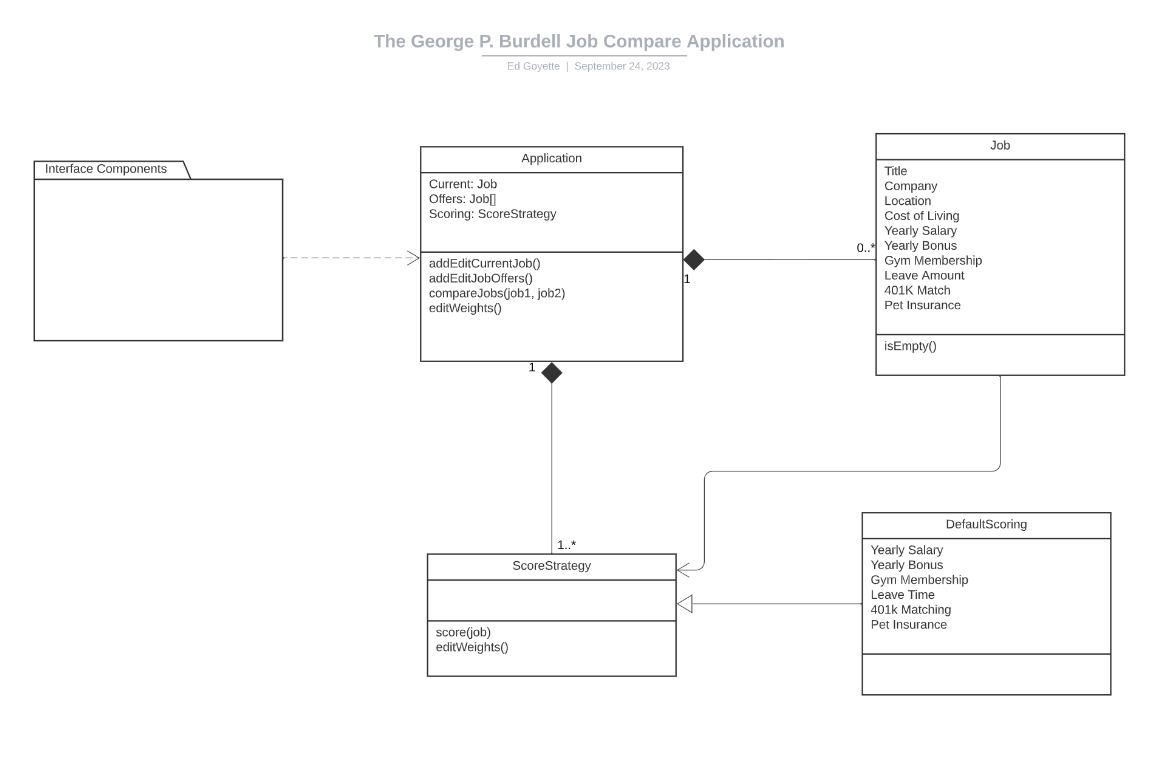 The George P. Burdell Job Compare Application
Ed Goyette | September 24, 2023
Interface Components
Application
Current: Job
Offers: Job[]
Scoring: ScoreStrategy
addEditCurrentJob()
addEditJobOffers()
compareJobs(job1, job2)
editWeights()
1
0..*
Job
Title
Company
Location
Cost of Living
Yearly Salary
Yearly Bonus
Gym Membership
Leave Amount
401K Match
Pet Insurance
isEmpty()
1
1..*
ScoreStrategy
score(job)
editWeights()
DefaultScoring
Yearly Salary
Yearly Bonus
Gym Membership
Leave Time
401k Matching
Pet Insurance